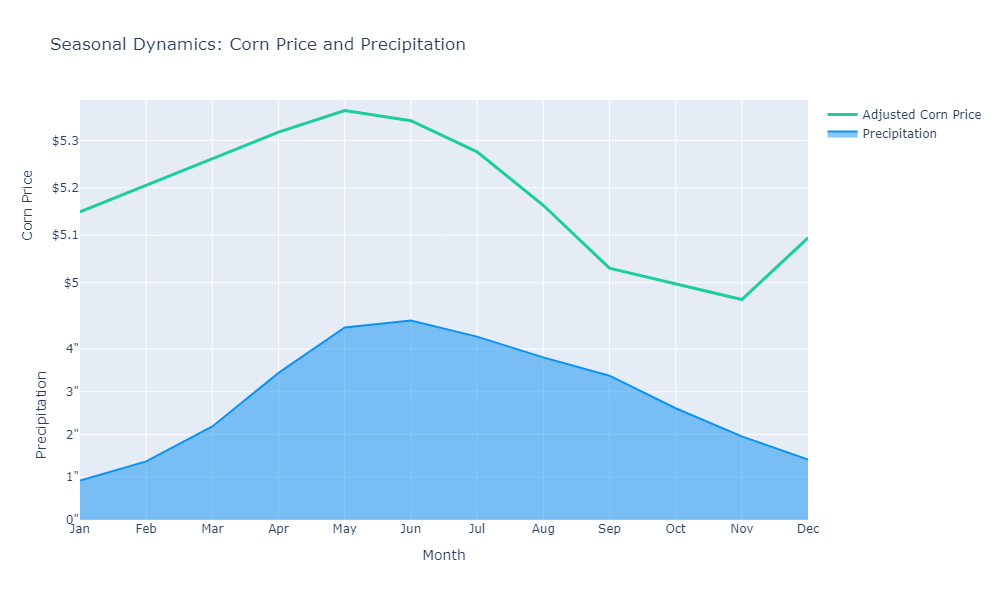 Seasonal Dynamics: Corn Price and Precipitation
Adjusted Corn Price
Precipitation
Corn Price
$5.3
$5.2
$5.1
$5
Precipitation
4"
3"
2"
1"
0"
Jan Feb Mar Apr May Jun Jul Aug Sep Oct Nov Dec
Month